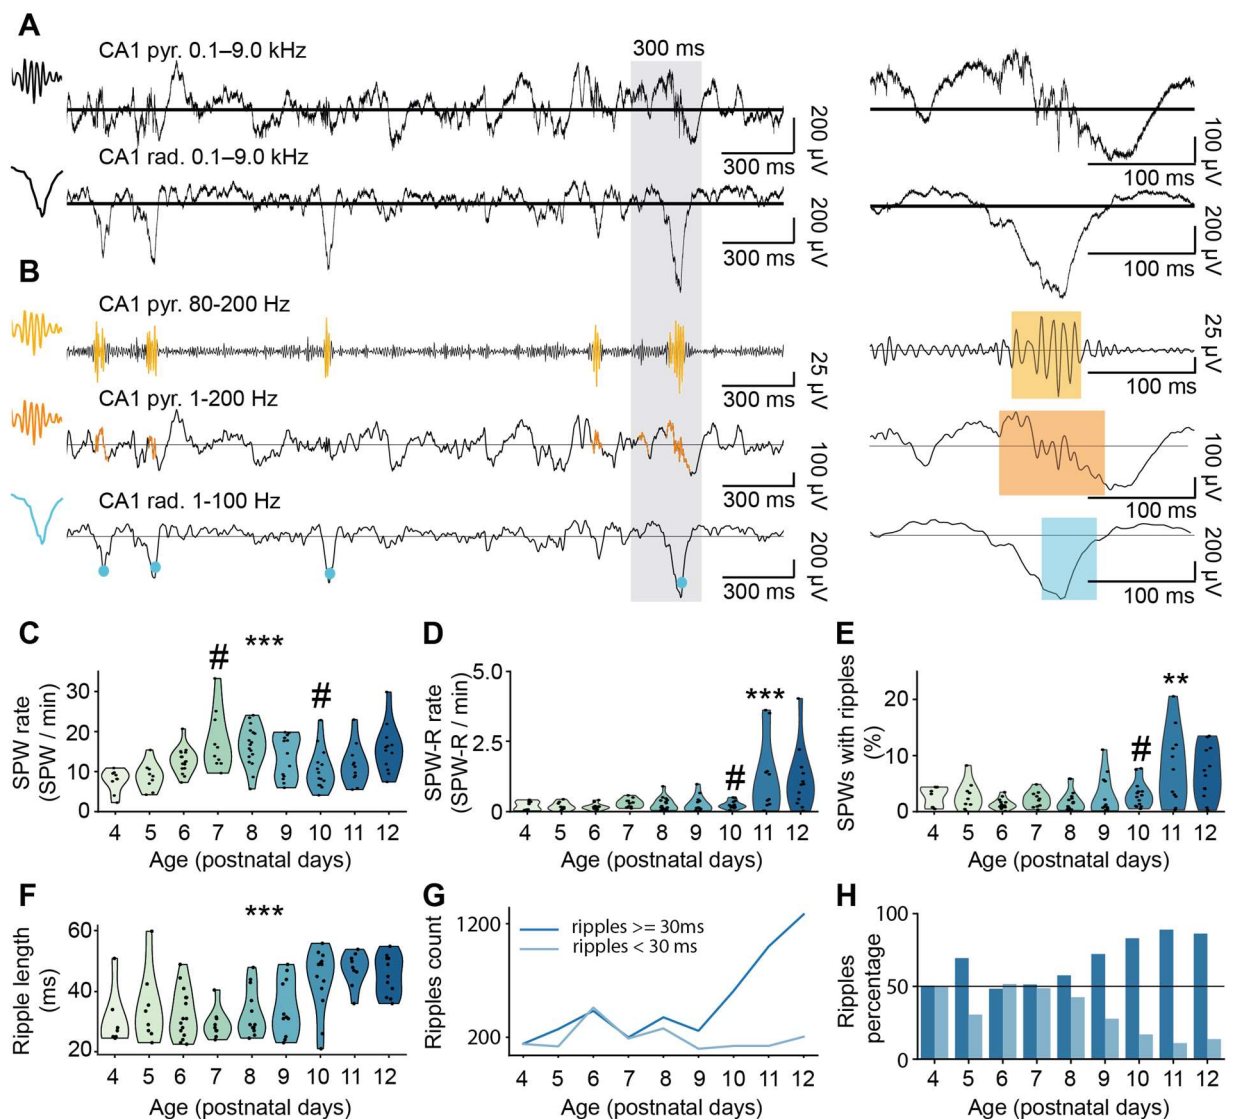 A
CA1 pyr. 0.1–9.0 kHz
300 ms
200 µV
300 ms
100 µV
100 ms
CA1 rad. 0.1–9.0 kHz
200 µV
300 ms
200 µV
100 ms
B
CA1 pyr. 80-200 Hz
25 µV
300 ms
25 µV
100 ms
CA1 pyr. 1-200 Hz
100 µV
300 ms
100 µV
100 ms
CA1 rad. 1-100 Hz
200 µV
300 ms
200 µV
100 ms
C
***
#
#
SPW rate
(SPW / min)
30
20
10
0
4 5 6 7 8 9 10 11 12
Age (postnatal days)
D
***
#
SPW-R rate
(SPW-R / min)
5.0
2.5
0
4 5 6 7 8 9 10 11 12
Age (postnatal days)
E
**
#
SPWs with ripples
(%)
20
10
0
4 5 6 7 8 9 10 11 12
Age (postnatal days)
F
***
Ripple length
(ms)
60
40
20
4 5 6 7 8 9 10 11 12
Age (postnatal days)
G
ripples >= 30ms
ripples < 30 ms
Ripples count
1200
200
4 5 6 7 8 9 10 11 12
Age (postnatal days)
H
Ripples
percentage
100
50
0
4 5 6 7 8 9 10 11 12
Age (postnatal days)